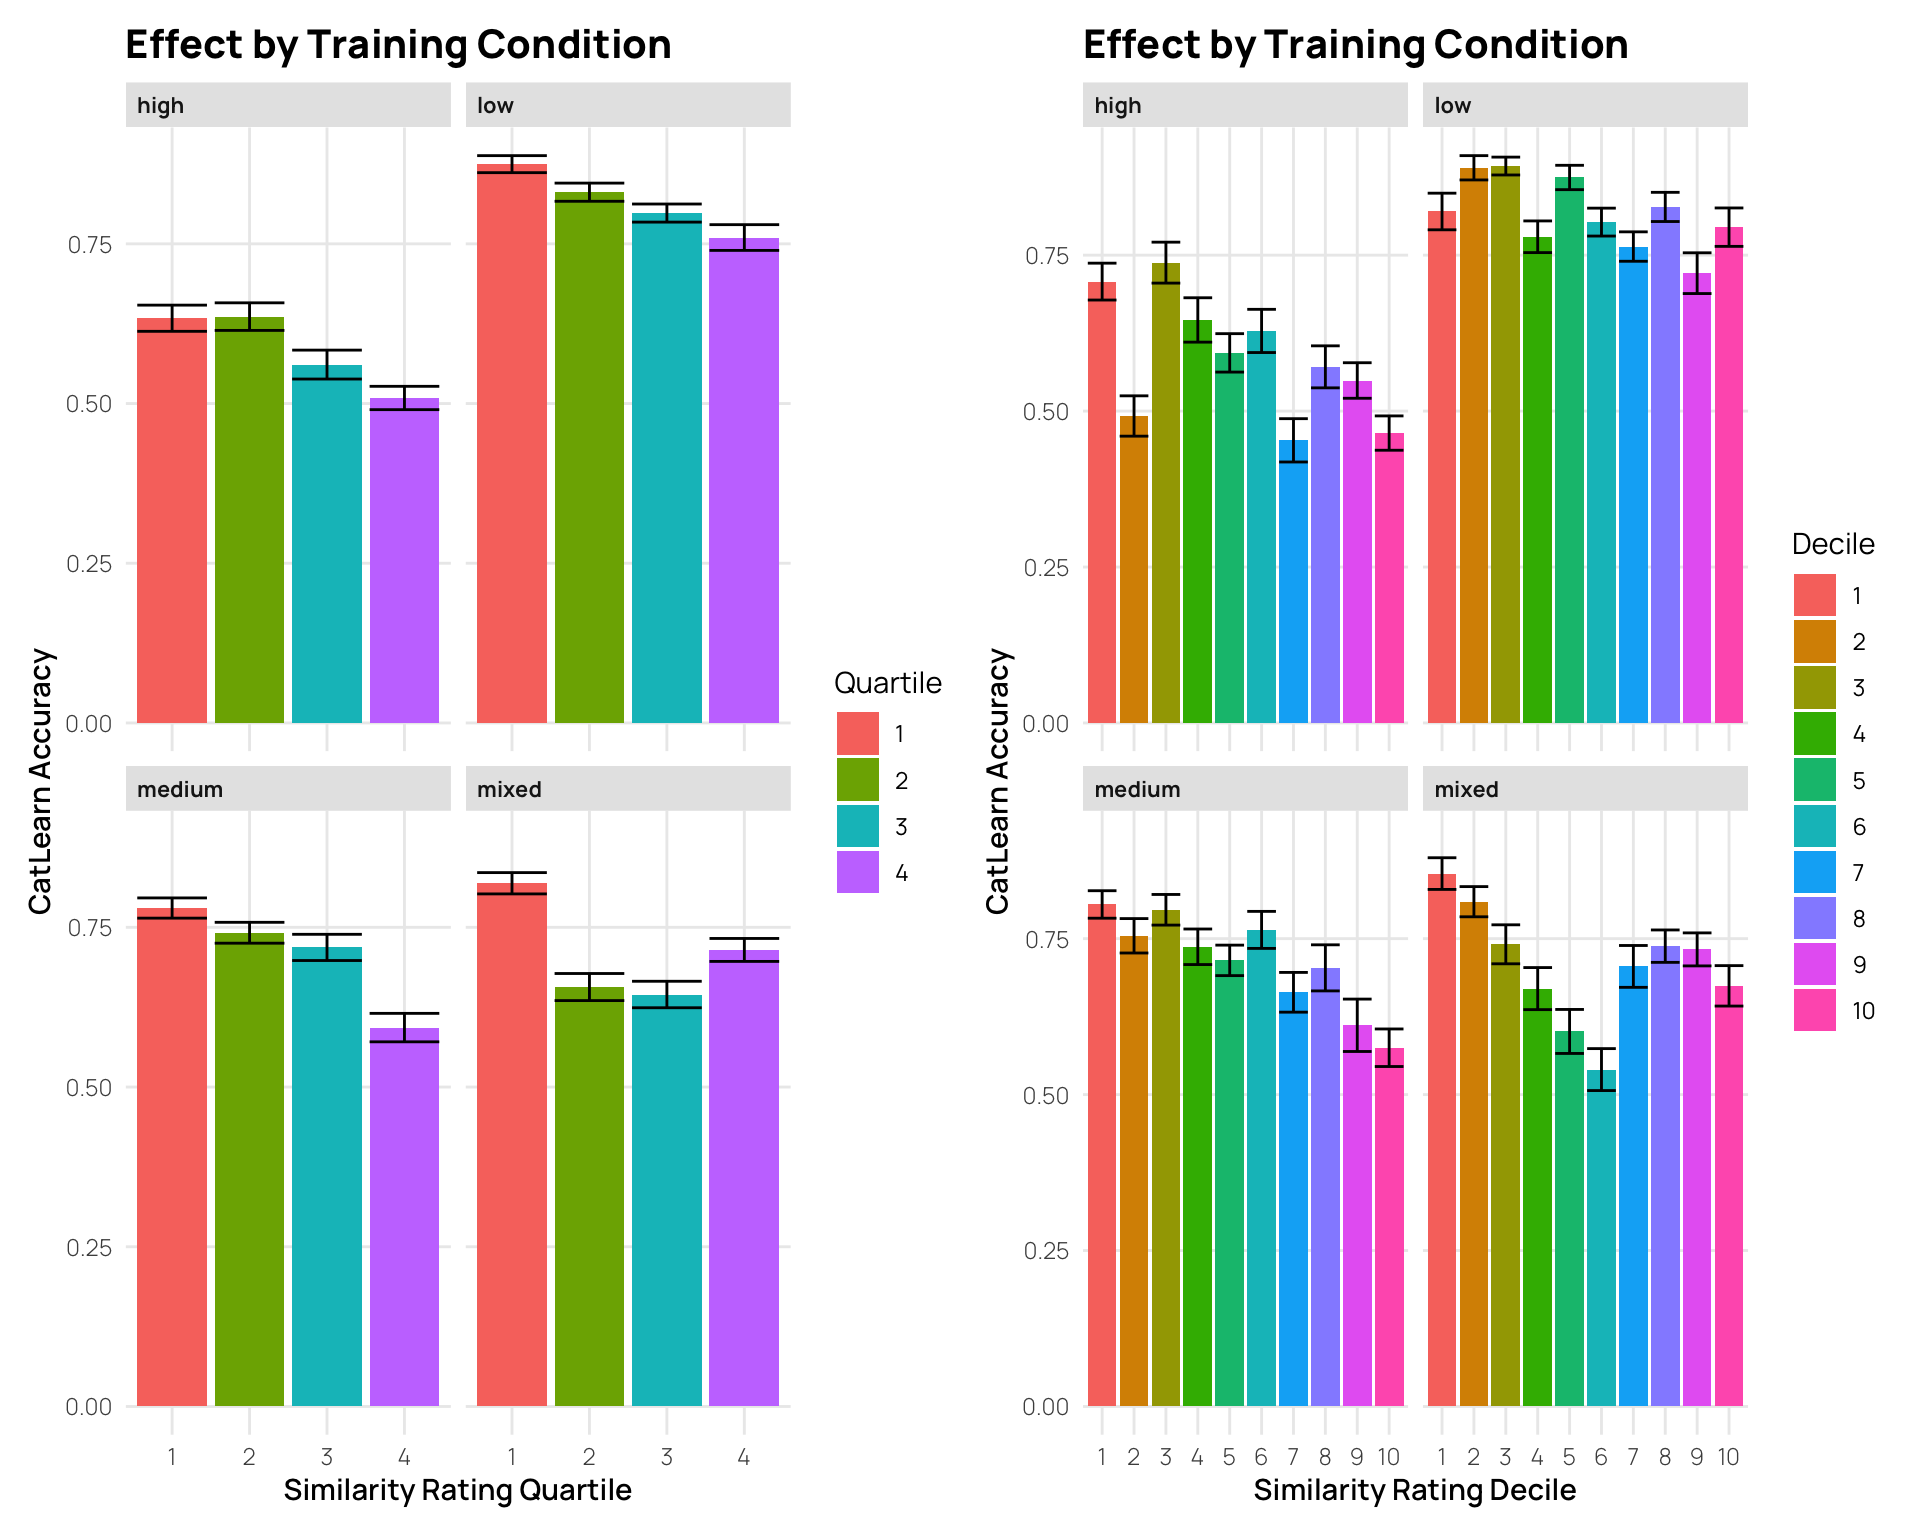 Effect by Training Condition
high
low
0.75
0.50
0.25
0.00
medium
mixed
0.75
0.50
0.25
0.00
1 2 3 4
1 2 3 4
Similarity Rating Quartile
CatLearn Accuracy
Quartile
1
2
3
4
Effect by Training Condition
high
low
0.75
0.50
0.25
0.00
medium
mixed
0.75
0.50
0.25
0.00
1 2 3 4 5 6 7 8 9 10
1 2 3 4 5 6 7 8 9 10
Similarity Rating Decile
CatLearn Accuracy
Decile
1
2
3
4
5
6
7
8
9
10